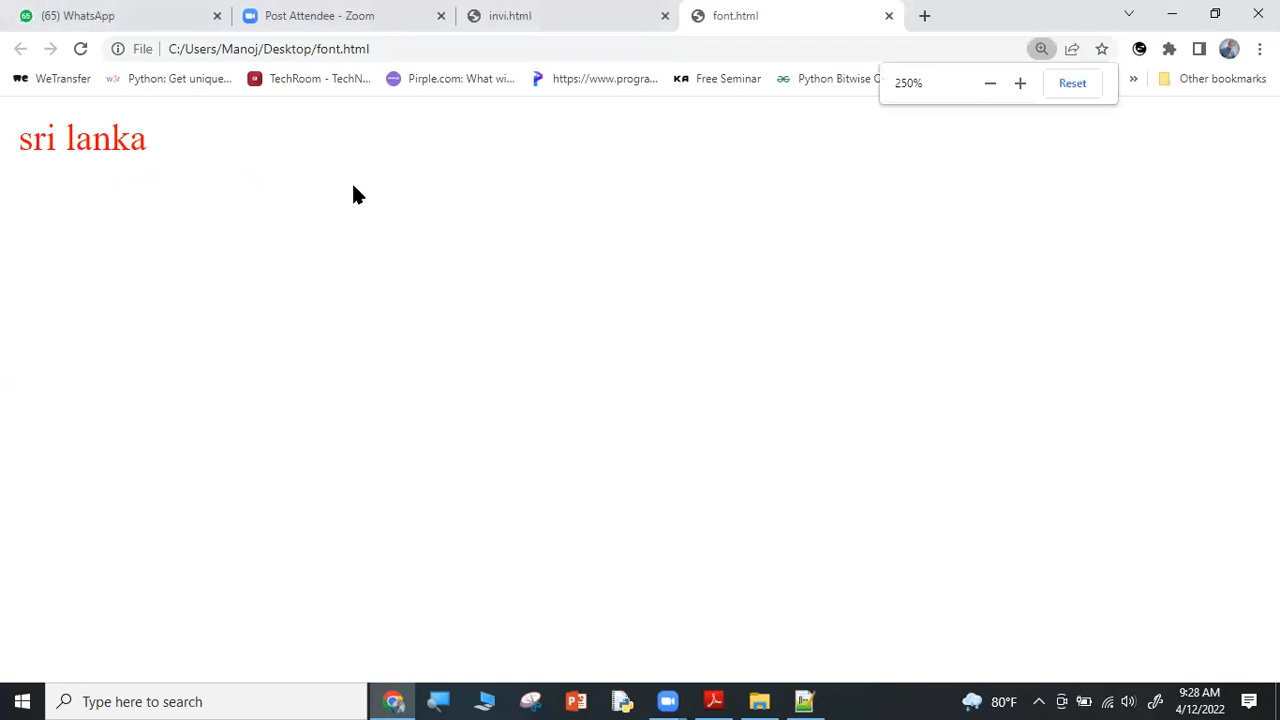 (65) WhatsApp
Post Attendee - Zoom
invi.html
font.html
File
C:/Users/Manoj/Desktop/font.html
WeTransfer
Python: Get unique...
TechRoom - TechN...
Pirple.com: What wi...
https://www.progra...
Free Seminar
Python Bitwise O
Other bookmarks
250%
Reset
sri lanka
Type here to search
80°F
9:28 AM
4/12/2022